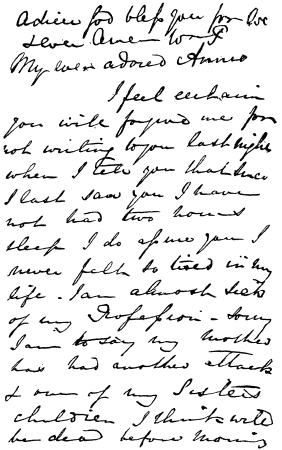 adieu God bless you for I've
never Amen Wm P
My ever adored Annie
I feel certain
you will forgive me for
not writing to you last night
when I tell you that since
I last saw you I have
not had two hours
sleep I do assure you I
never felt so tired in my
life - I am almost sick
of my Profession - sorry
I am to say my mother
has had another attack
& one of my Sisters
children I think will
be dead before morning